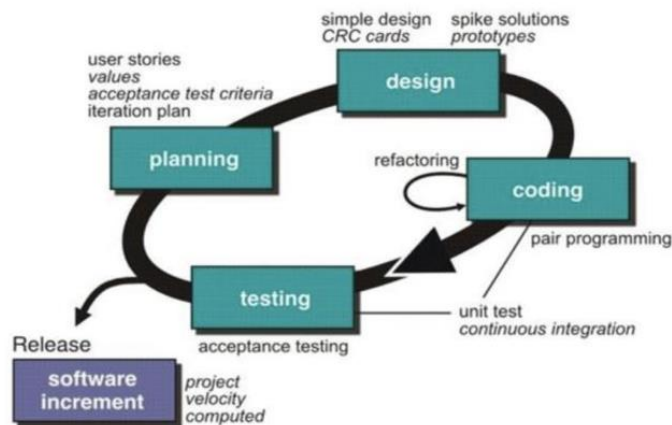 simple design
CRC cards
spike solutions
prototypes
design
user stories
values
acceptance test criteria
iteration plan
planning
refactoring
coding
pair programming
testing
acceptance testing
unit test
continuous integration
Release
software
increment
project
velocity
computed